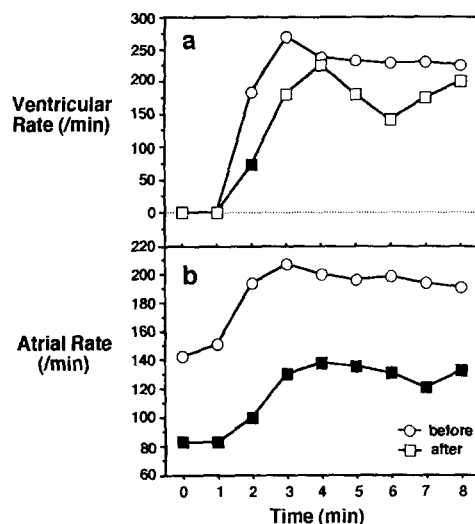 a
Ventricular
Rate (/min)
300
250
200
150
100
50
0
b
Atrial Rate
(/min)
220
200
180
160
140
120
100
80
60
before
after
0 1 2 3 4 5 6 7 8
Time (min)